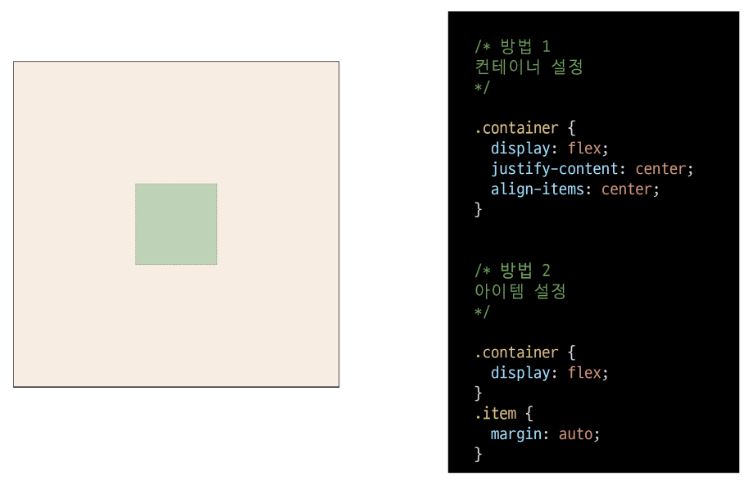 /* 방법 1
컨테이너 설정
*/
.container {
display: flex;
justify-content: center;
align-items: center;
}
/* 방법 2
아이템 설정
*/
.container {
display: flex;
}
.item {
margin: auto;
}